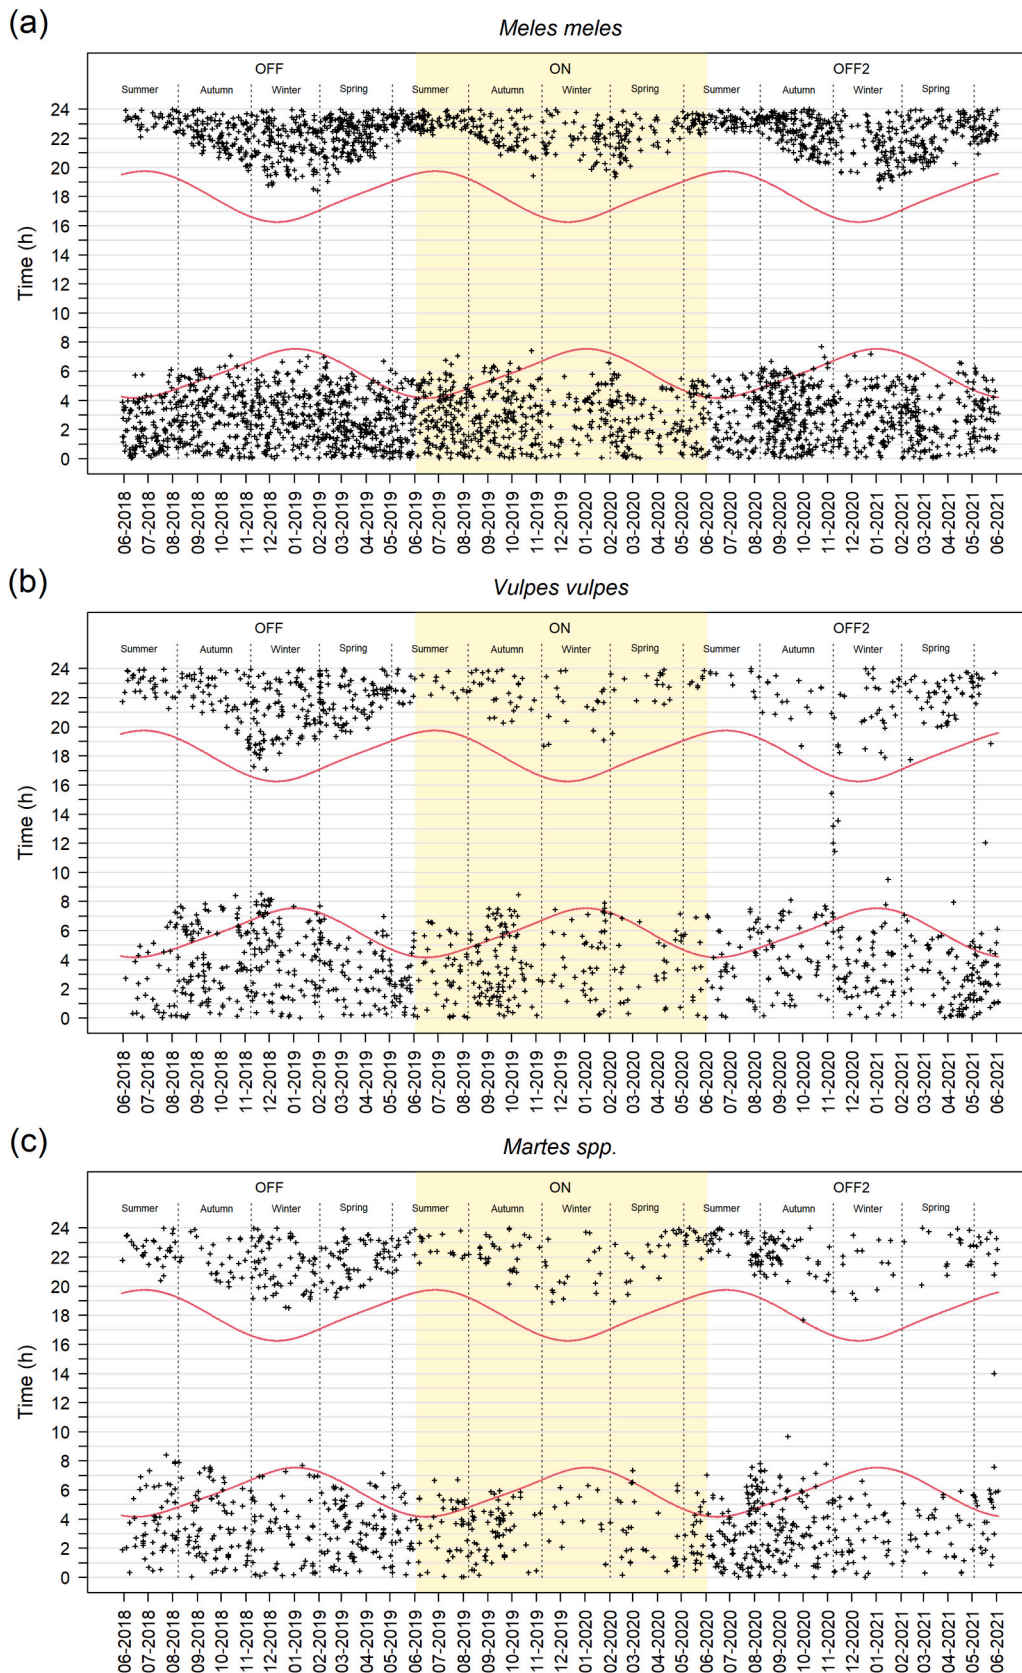 (a)
Meles meles
OFF ON OFF2
Summer Autumn Winter Spring Summer Autumn Winter Spring Summer Autumn Winter Spring
Time (h)
24
22
20
18
16
14
12
10
8
6
4
2
0
06-2018 07-2018 08-2018 09-2018 10-2018 11-2018 12-2018 01-2019 02-2019 03-2019 04-2019 05-2019 06-2019 07-2019 08-2019 09-2019 10-2019 11-2019 12-2019 01-2020 02-2020 03-2020 04-2020 05-2020 06-2020 07-2020 08-2020 09-2020 10-2020 11-2020 12-2020 01-2021 02-2021 03-2021 04-2021 05-2021 06-2021
(b)
Vulpes vulpes
OFF ON OFF2
Summer Autumn Winter Spring Summer Autumn Winter Spring Summer Autumn Winter Spring
Time (h)
24
22
20
18
16
14
12
10
8
6
4
2
0
06-2018 07-2018 08-2018 09-2018 10-2018 11-2018 12-2018 01-2019 02-2019 03-2019 04-2019 05-2019 06-2019 07-2019 08-2019 09-2019 10-2019 11-2019 12-2019 01-2020 02-2020 03-2020 04-2020 05-2020 06-2020 07-2020 08-2020 09-2020 10-2020 11-2020 12-2020 01-2021 02-2021 03-2021 04-2021 05-2021 06-2021
(c)
Martes spp.
OFF ON OFF2
Summer Autumn Winter Spring Summer Autumn Winter Spring Summer Autumn Winter Spring
Time (h)
24
22
20
18
16
14
12
10
8
6
4
2
0
06-2018 07-2018 08-2018 09-2018 10-2018 11-2018 12-2018 01-2019 02-2019 03-2019 04-2019 05-2019 06-2019 07-2019 08-2019 09-2019 10-2019 11-2019 12-2019 01-2020 02-2020 03-2020 04-2020 05-2020 06-2020 07-2020 08-2020 09-2020 10-2020 11-2020 12-2020 01-2021 02-2021 03-2021 04-2021 05-2021 06-2021